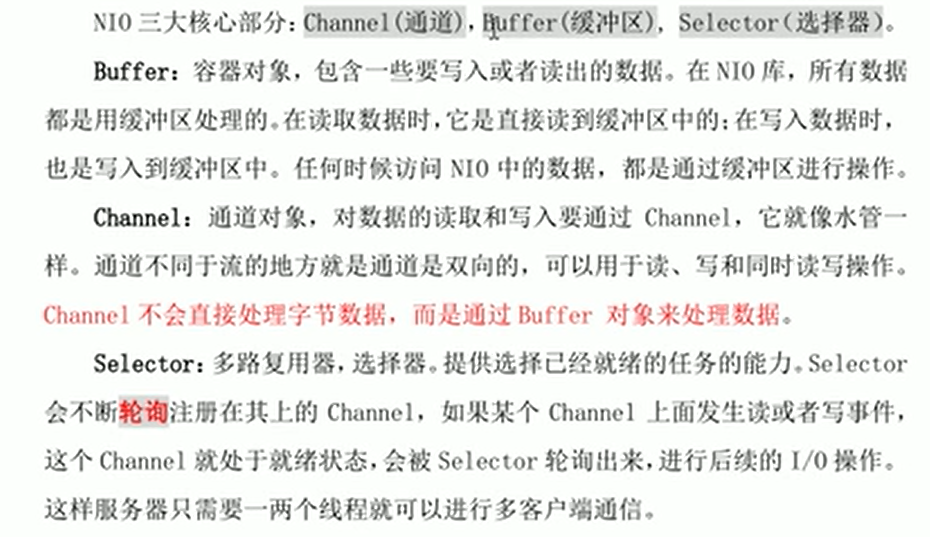 NIO 三大核心部分：Channel(通道)，Buffer(缓冲区)，Selector(选择器)。
Buffer：容器对象，包含一些要写入或者读出的数据。在 NIO 库，所有数据
都是用缓冲区处理的。在读取数据时，它是直接读到缓冲区中的；在写入数据时，
也是写入到缓冲区中。任何时候访问 NIO 中的数据，都是通过缓冲区进行操作。
Channel：通道对象，对数据的读取和写入要通过 Channel，它就像水管一
样。通道不同于流的地方就是通道是双向的，可以用于读、写和同时读写操作。
Channel 不会直接处理字节数据，而是通过 Buffer 对象来处理数据。
Selector：多路复用器，选择器。提供选择已经就绪的任务的能力。Selector
会不断轮询注册在其上的 Channel，如果某个 Channel 上面发生读或者写事件，
这个 Channel 就处于就绪状态，会被 Selector 轮询出来，进行后续的 I/O 操作。
这样服务器只需要一两个线程就可以进行多客户端通信。